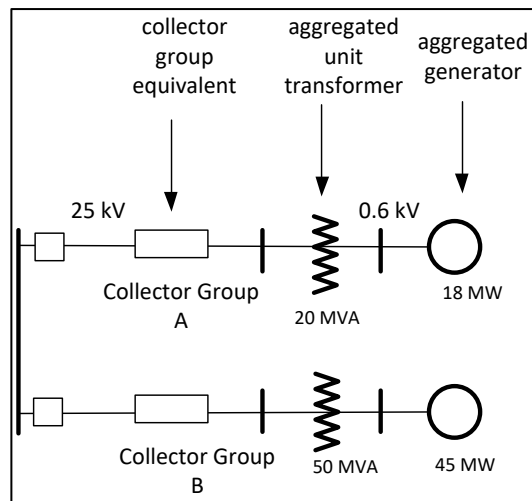 collector
group
equivalent
aggregated
unit
transformer
aggregated
generator
25 kV
0.6 kV
Collector Group
A
20 MVA
18 MW
Collector Group
B
50 MVA
45 MW